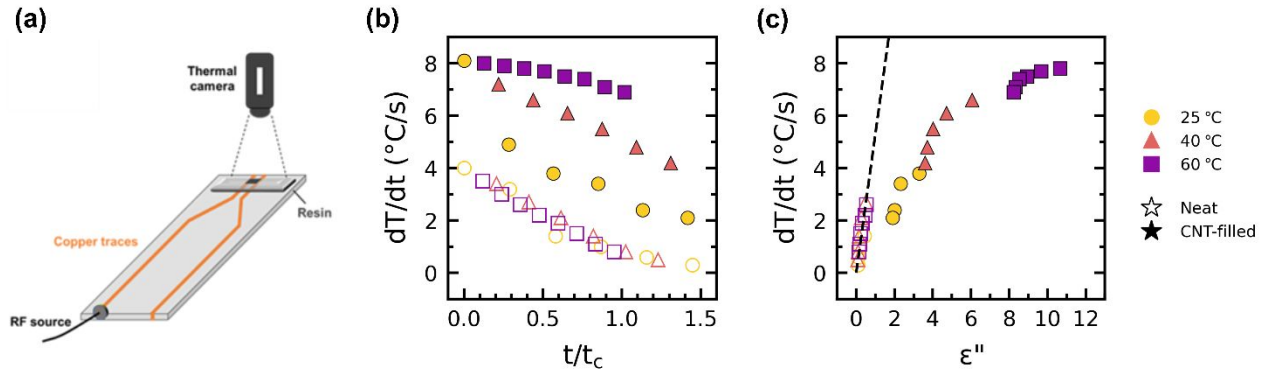 (a)
Thermal
camera
Resin
Copper traces
RF source
(b)
dT/dt (°C/s)
8
6
4
2
0
0.0 0.5 1.0 1.5
t/tc
(c)
dT/dt (°C/s)
8
6
4
2
0
0 2 4 6 8 10 12
ε"
25 °C
40 °C
60 °C
Neat
CNT-filled